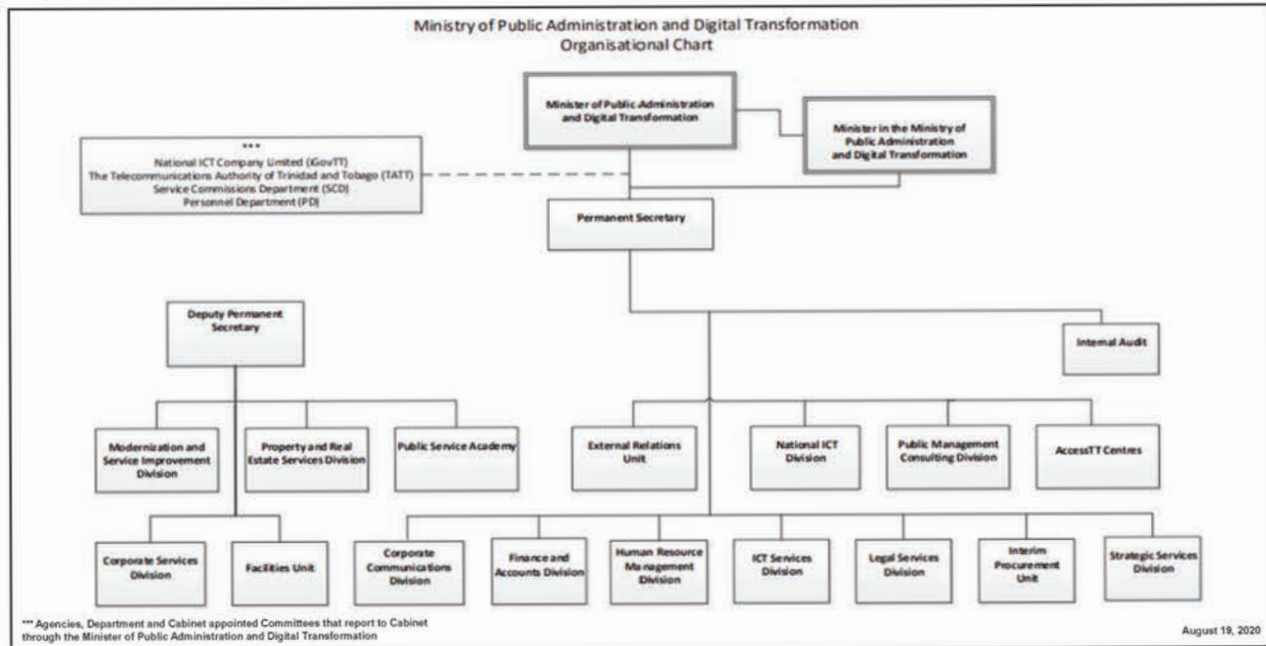 Ministry of Public Administration and Digital Transformation
Organisational Chart
Minister of Public Administration
and Digital Transformation
Minister in the Ministry of
Public Administration
and Digital Transformation
***
National ICT Company Limited (iGovTT)
The Telecommunications Authority of Trinidad and Tobago (TATT)
Service Commissions Department (SCD)
Personnel Department (PD)
Permanent Secretary
Deputy Permanent
Secretary
Internal Audit
Modernization and
Service Improvement
Division
Property and Real
Estate Services Division
Public Service Academy
External Relations
Unit
National ICT
Division
Public Management
Consulting Division
AccessTT Centres
Corporate Services
Division
Facilities Unit
Corporate
Communications
Division
Finance and
Accounts Division
Human Resource
Management
Division
ICT Services
Division
Legal Services
Division
Interim
Procurement
Unit
Strategic Services
Division
*** Agencies, Department and Cabinet appointed Committees that report to Cabinet
through the Minister of Public Administration and Digital Transformation
August 19, 2020